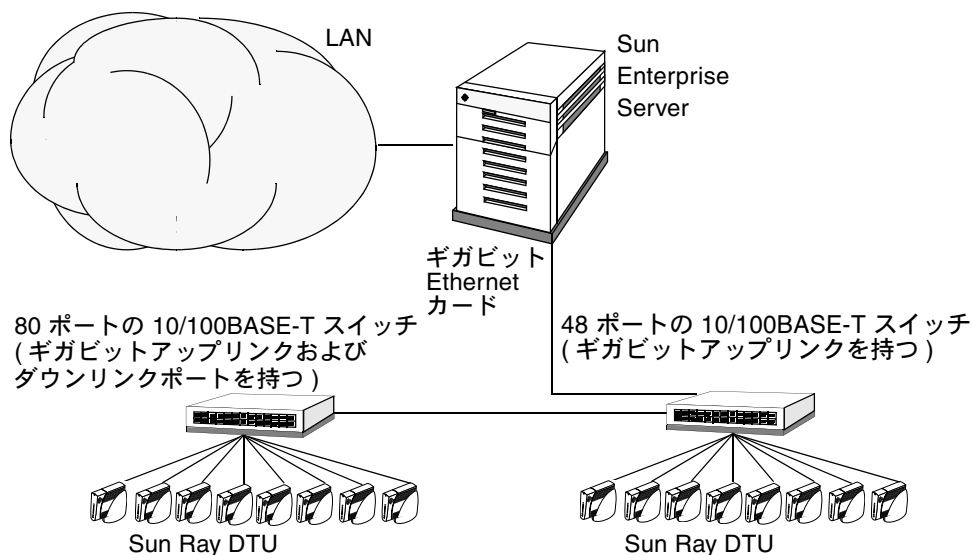 LAN
Sun
Enterprise
Server
ギガビット
Ethernet
カード
80 ポートの 10/100BASE-T スイッチ
( ギガビットアップリンクおよび
ダウンリンクポートを持つ )
48 ポートの 10/100BASE-T スイッチ
( ギガビットアップリンクを持つ )
Sun Ray DTU
Sun Ray DTU